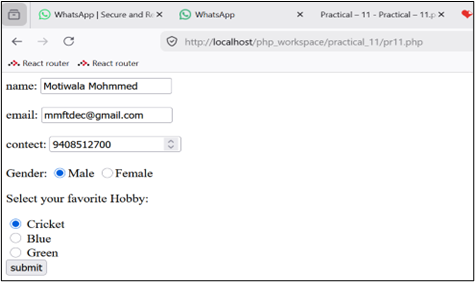 WhatsApp | Secure and Re
WhatsApp
Practical – 11 - Practical – 11.p
http://localhost/php_workspace/practical_11/pr11.php
React router
React router
name: Motiwala Mohmmed
email: mmftdec@gmail.com
contect: 9408512700
Gender: Male Female
Select your favorite Hobby:
Cricket
Blue
Green
submit